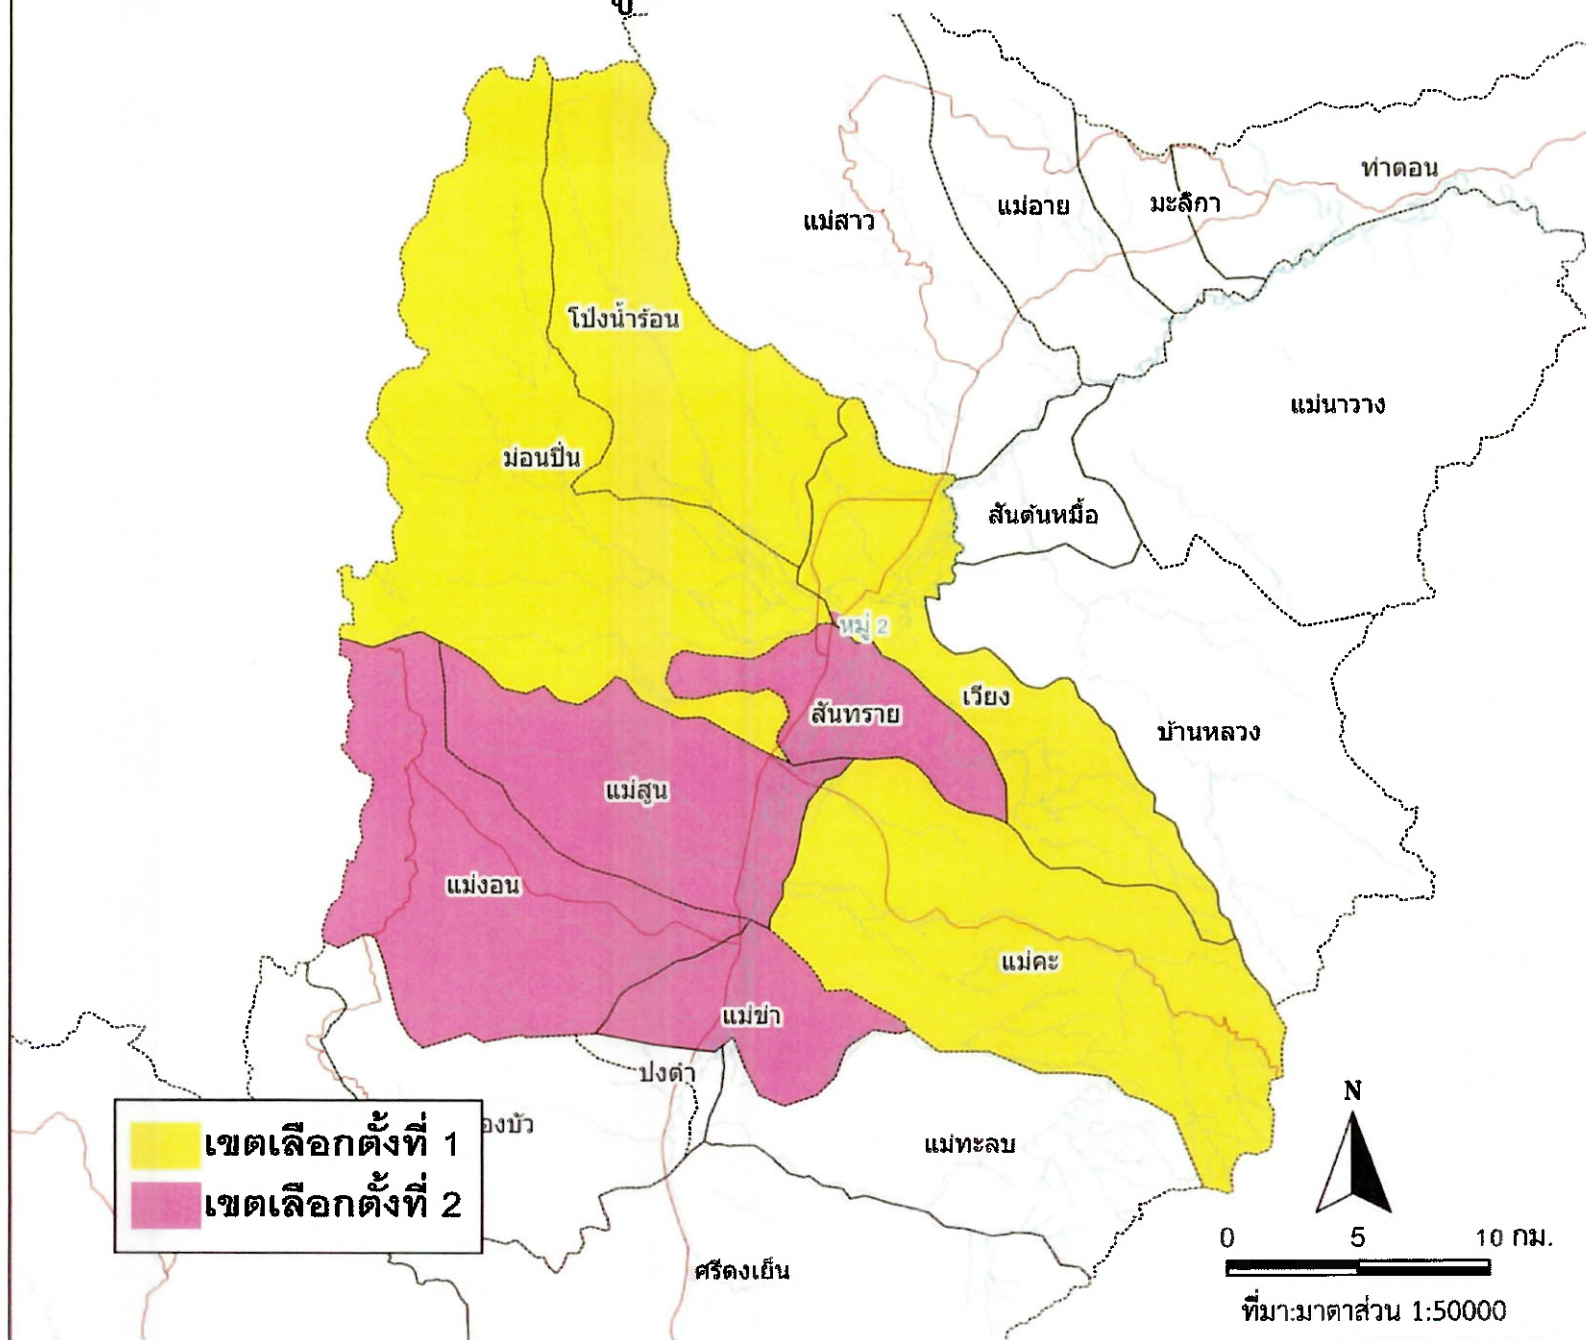 ท่าตอน
มะลิกา
แม่อาย
แม่สาว
โป่งน้ำร้อน
แม่นาวาง
ม่อนปิ่น
สันต้นหมื้อ
หมู่ 2
เวียง
สันทราย
บ้านหลวง
แม่สูน
แม่งอน
แม่คะ
แม่ข่า
ปงตำ
แม่ทะลบ
ศรีดงเย็น
เขตเลือกตั้งที่ 1
เขตเลือกตั้งที่ 2
N
0 5 10 กม.
ที่มา:มาตาส่วน 1:50000